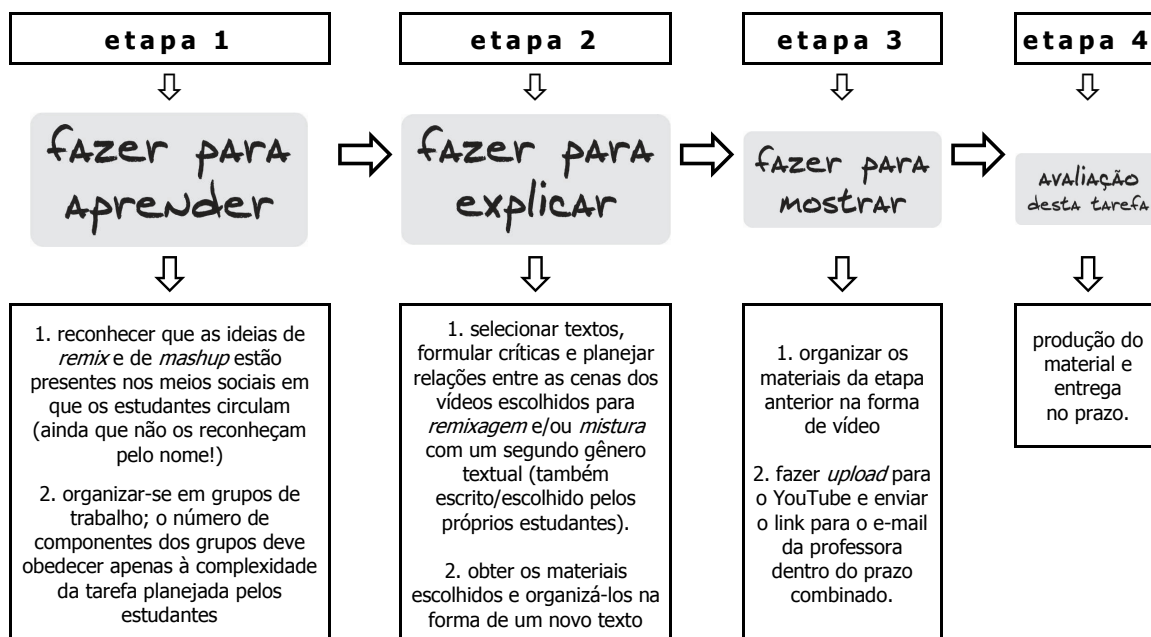 etapa 1
fazer para
aprender
1. reconhecer que as ideias de
remix e de mashup estão
presentes nos meios sociais em
que os estudantes circulam
(ainda que não os reconheçam
pelo nome!)
2. organizar-se em grupos de
trabalho; o número de
componentes dos grupos deve
obedecer apenas à complexidade
da tarefa planejada pelos
estudantes
etapa 2
fazer para
explicar
1. selecionar textos,
formular críticas e planejar
relações entre as cenas dos
vídeos escolhidos para
remixagem e/ou mistura
com um segundo gênero
textual (também
escrito/escolhido pelos
próprios estudantes).
2. obter os materiais
escolhidos e organizá-los na
forma de um novo texto
etapa 3
fazer para
mostrar
1. organizar os
materiais da etapa
anterior na forma
de vídeo
2. fazer upload para
o YouTube e enviar
o link para o e-mail
da professora
dentro do prazo
combinado.
etapa 4
avaliação
desta tarefa
produção do
material e
entrega
no prazo.